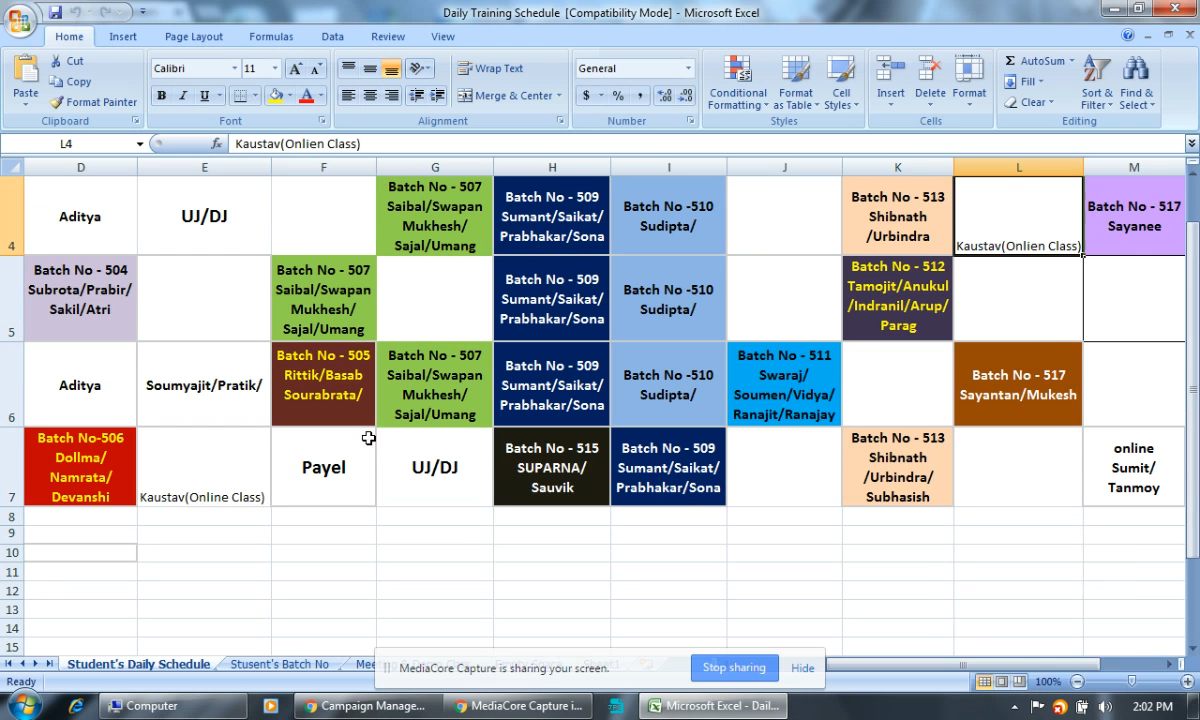 Daily Training Schedule [Compatibility Mode] - Microsoft Excel
Home Insert Page Layout Formulas Data Review View
Paste Cut Copy Format Painter
Calibri 11
Wrap Text
Merge & Center
General
Conditional Formatting Format as Table Cell Styles
Insert Delete Format
AutoSum Fill Clear
Sort & Filter Find & Select
Clipboard Font Alignment Number Styles Cells Editing
L4 fx Kaustav(Onlien Class)
D E F G H I J K L M
4
Aditya
UJ/DJ
Batch No - 507
Saibal/Swapan
Mukhesh/
Sajal/Umang
Batch No - 509
Sumant/Saikat/
Prabhakar/Sona
Batch No -510
Sudipta/
Batch No - 513
Shibnath
/Urbindra
Kaustav(Onlien Class)
Batch No - 517
Sayanee
5
Batch No - 504
Subrota/Prabir/
Sakil/Atri
Batch No - 507
Saibal/Swapan
Mukhesh/
Sajal/Umang
Batch No - 509
Sumant/Saikat/
Prabhakar/Sona
Batch No -510
Sudipta/
Batch No - 512
Tamojit/Anukul
/Indranil/Arup/
Parag
6
Aditya
Soumyajit/Pratik/
Batch No - 505
Rittik/Basab
Sourabrata/
Batch No - 507
Saibal/Swapan
Mukhesh/
Sajal/Umang
Batch No - 509
Sumant/Saikat/
Prabhakar/Sona
Batch No -510
Sudipta/
Batch No - 511
Swaraj/
Soumen/Vidya/
Ranajit/Ranajay
Batch No - 517
Sayantan/Mukesh
7
Batch No-506
Dollma/
Namrata/
Devanshi
Kaustav(Online Class)
Payel
UJ/DJ
Batch No - 515
SUPARNA/
Sauvik
Batch No - 509
Sumant/Saikat/
Prabhakar/Sona
Batch No - 513
Shibnath
/Urbindra/
Subhasish
online
Sumit/
Tanmoy
8
9
10
11
12
13
14
15
Student's Daily Schedule Stusent's Batch No
MediaCore Capture is sharing your screen. Stop sharing Hide
Ready 100%
Computer Campaign Manage... MediaCore Capture i... Microsoft Excel - Dail... 2:02 PM